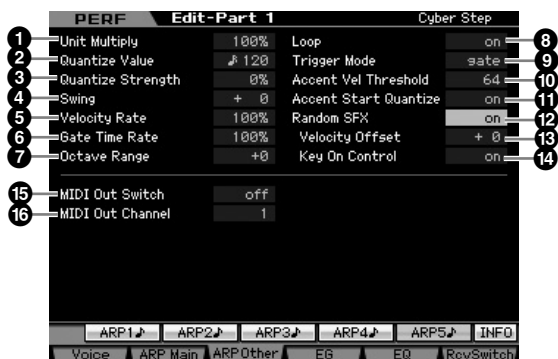 PERF Edit-Part 1 Cyber Step
1 Unit Multiply 100% Loop on 8
2 Quantize Value ♪ 120 Trigger Mode gate 9
3 Quantize Strength 0% Accent Vel Threshold 64 10
4 Swing + 0 Accent Start Quantize on 11
5 Velocity Rate 100% Random SFX on 12
6 Gate Time Rate 100% Velocity Offset + 0 13
7 Octave Range +0 Key On Control on 14
15 MIDI Out Switch off
16 MIDI Out Channel 1
ARP1♪ ARP2♪ ARP3♪ ARP4♪ ARP5♪ INFO
Voice ARP Main ARP Other EG EQ RcvSwitch